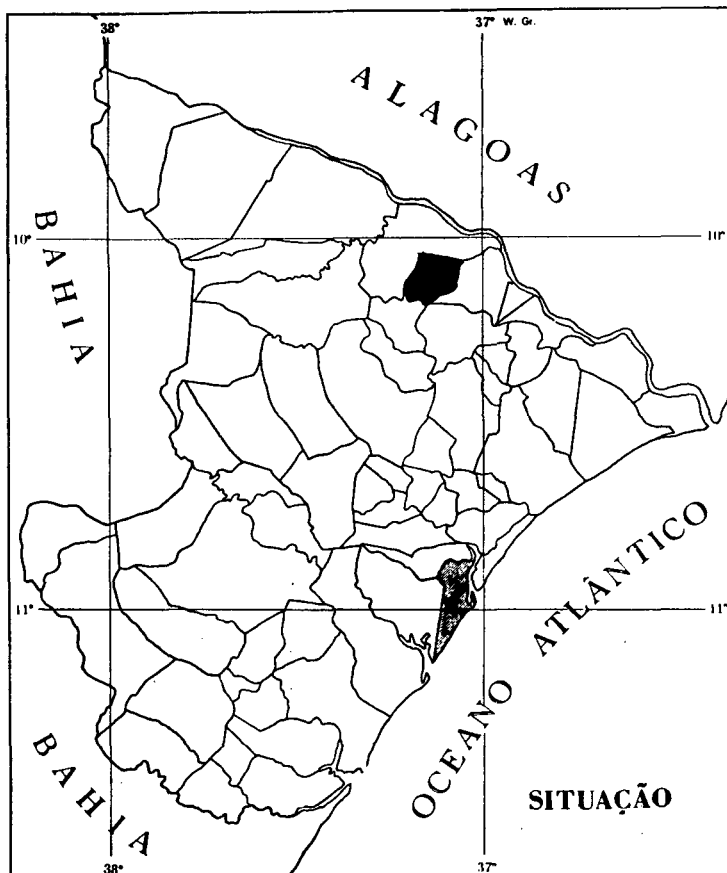 38° 37° W. Gr.
ALAGOAS
BAHIA
10° 10°
11° 11°
OCEANO ATLÂNTICO
BAHIA
SITUAÇÃO
38° 37°